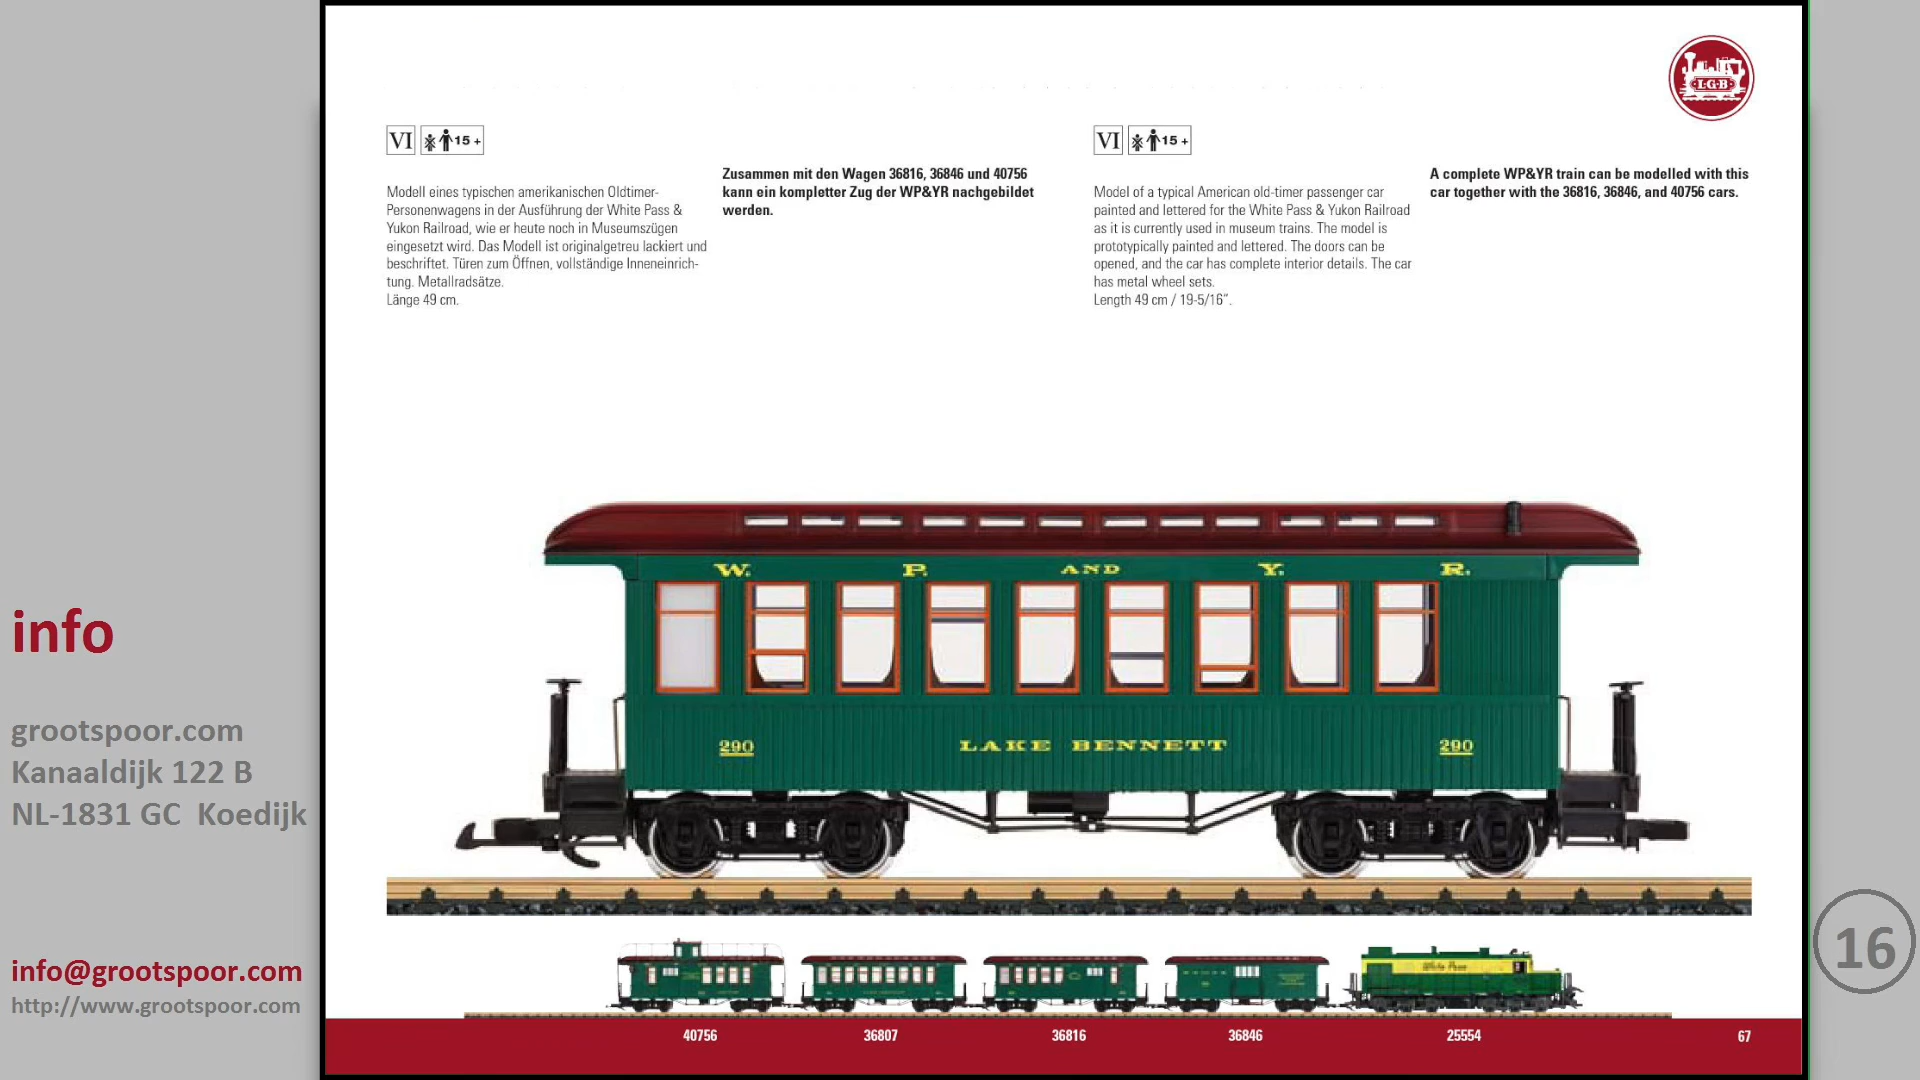 L·G·B
VI 15 +
Modell eines typischen amerikanischen Oldtimer-
Personenwagens in der Ausführung der White Pass &
Yukon Railroad, wie er heute noch in Museumszügen
eingesetzt wird. Das Modell ist originalgetreu lackiert und
beschriftet. Türen zum Öffnen, vollständige Inneneinrich-
tung. Metallradsätze.
Länge 49 cm.
Zusammen mit den Wagen 36816, 36846 und 40756
kann ein kompletter Zug der WP&YR nachgebildet
werden.
VI 15 +
Model of a typical American old-timer passenger car
painted and lettered for the White Pass & Yukon Railroad
as it is currently used in museum trains. The model is
prototypically painted and lettered. The doors can be
opened, and the car has complete interior details. The car
has metal wheel sets.
Length 49 cm / 19-5/16“.
A complete WP&YR train can be modelled with this
car together with the 36816, 36846, and 40756 cars.
W. P. AND Y. R.
290 LAKE BENNETT 290
White Pass
40756 36807 36816 36846 25554 67
info
grootspoor.com
Kanaaldijk 122 B
NL-1831 GC Koedijk
info@grootspoor.com
http://www.grootspoor.com
16